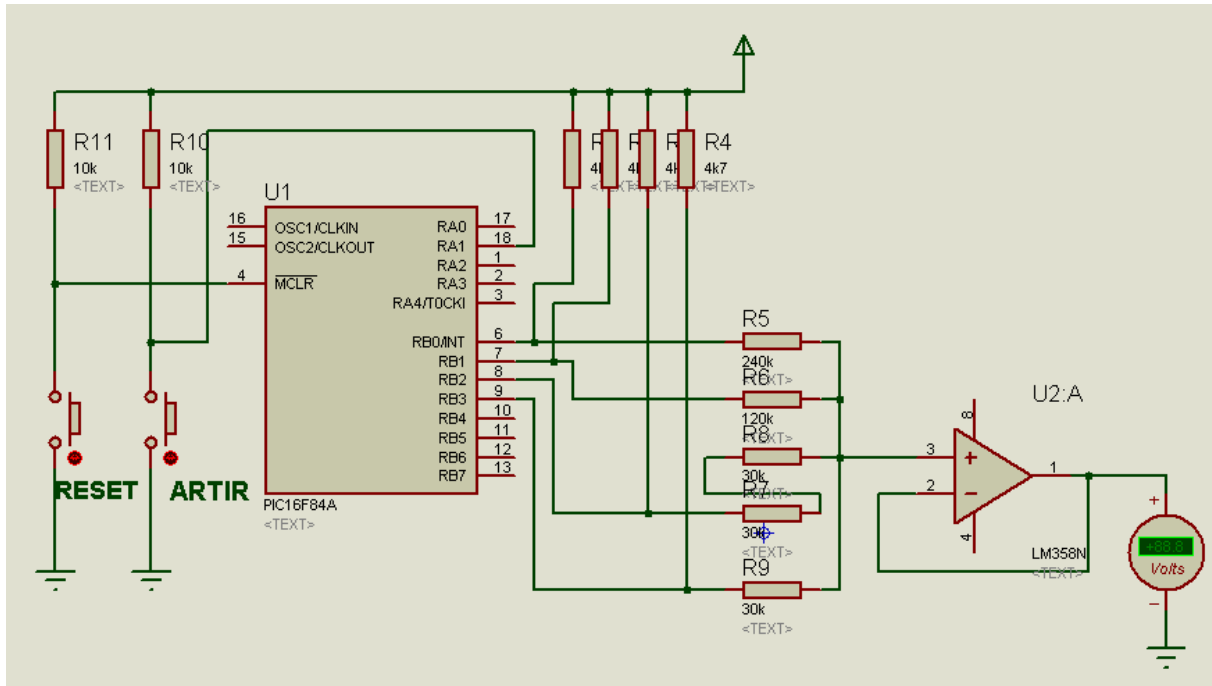 R11
10k
<TEXT>
R10
10k
<TEXT>
R4
4k7
<TEXT>
U1
16
15
4
OSC1/CLKIN
OSC2/CLKOUT
MCLR
RA0
RA1
RA2
RA3
RA4/T0CKI
RB0/INT
RB1
RB2
RB3
RB4
RB5
RB6
RB7
17
18
1
2
3
6
7
8
9
10
11
12
13
PIC16F84A
<TEXT>
RESET
ARTIR
R5
240k
<TEXT>
R6
120k
<TEXT>
R8
30k
<TEXT>
R7
30k
<TEXT>
R9
30k
<TEXT>
U2:A
8
3
+
2
−
1
4
LM358N
<TEXT>
+
+88.8
Volts
−